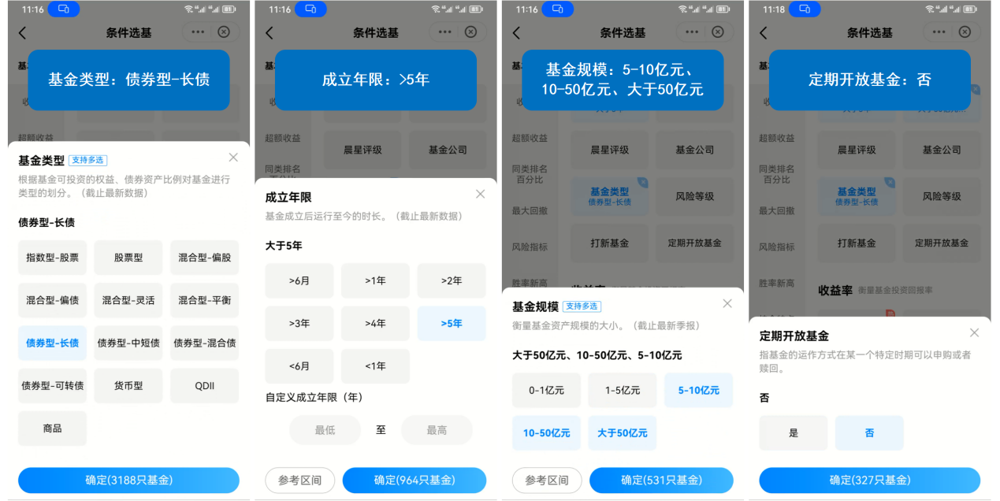 11:16
条件选基
基金类型：债券型-长债
超额收益
基金类型 支持多选
根据基金可投资的权益、债券资产比例对基金进行
类型的划分。（截止最新数据）
债券型-长债
指数型-股票 股票型 混合型-偏股
混合型-偏债 混合型-灵活 混合型-平衡
债券型-长债 债券型-中短债 债券型-混合债
债券型-可转债 货币型 QDII
商品
确定(3188只基金)
11:16
条件选基
成立年限：>5年
超额收益
晨星评级 基金公司
同类排名
成立年限
基金成立后运行至今的时长。（截止最新数据）
大于5年
>6月 >1年 >2年
>3年 >4年 >5年
<6月 <1年
自定义成立年限（年）
最低 至 最高
参考区间 确定(964只基金)
11:16
条件选基
基金规模：5-10亿元、
10-50亿元、大于50亿元
超额收益
晨星评级 基金公司
同类排名
百分比
基金类型
债券型-长债
风险等级
最大回撤
打新基金 定期开放基金
风险指标
胜率新高
基金规模 支持多选
衡量基金资产规模的大小。（截止最新季报）
大于50亿元、10-50亿元、5-10亿元
0-1亿元 1-5亿元 5-10亿元
10-50亿元 大于50亿元
参考区间 确定(531只基金)
11:18
条件选基
定期开放基金：否
超额收益
晨星评级 基金公司
同类排名
百分比
基金类型
债券型-长债
风险等级
最大回撤
打新基金 定期开放基金
风险指标
胜率新高
收益率 衡量基金投资回报率
定期开放基金
指基金的运作方式在某一个特定时期可以申购或者
赎回。
否
是 否
确定(327只基金)